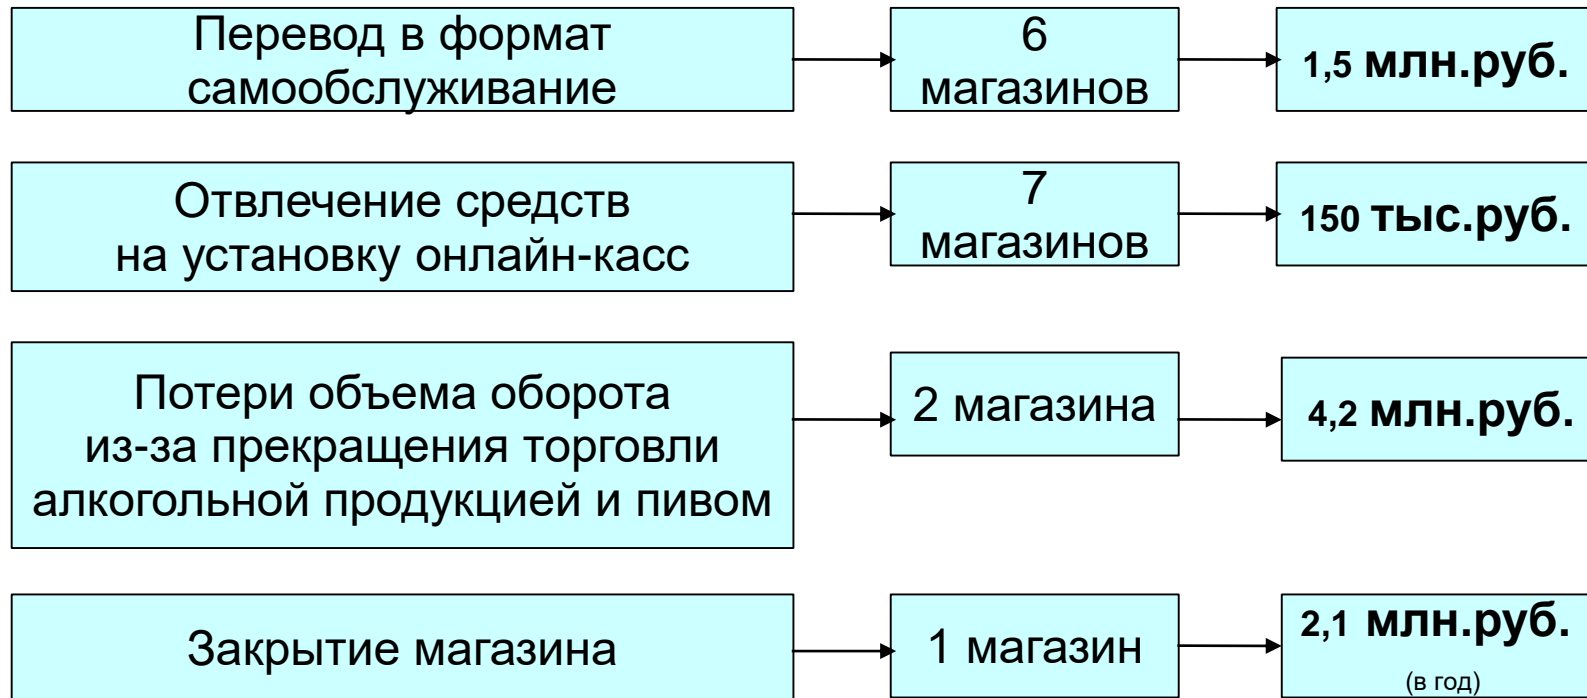 Перевод в формат
самообслуживание
6
магазинов
1,5 млн.руб.
Отвлечение средств
на установку онлайн-касс
7
магазинов
150 тыс.руб.
Потери объема оборота
из-за прекращения торговли
алкогольной продукцией и пивом
2 магазина
4,2 млн.руб.
Закрытие магазина
1 магазин
2,1 млн.руб.
(в год)